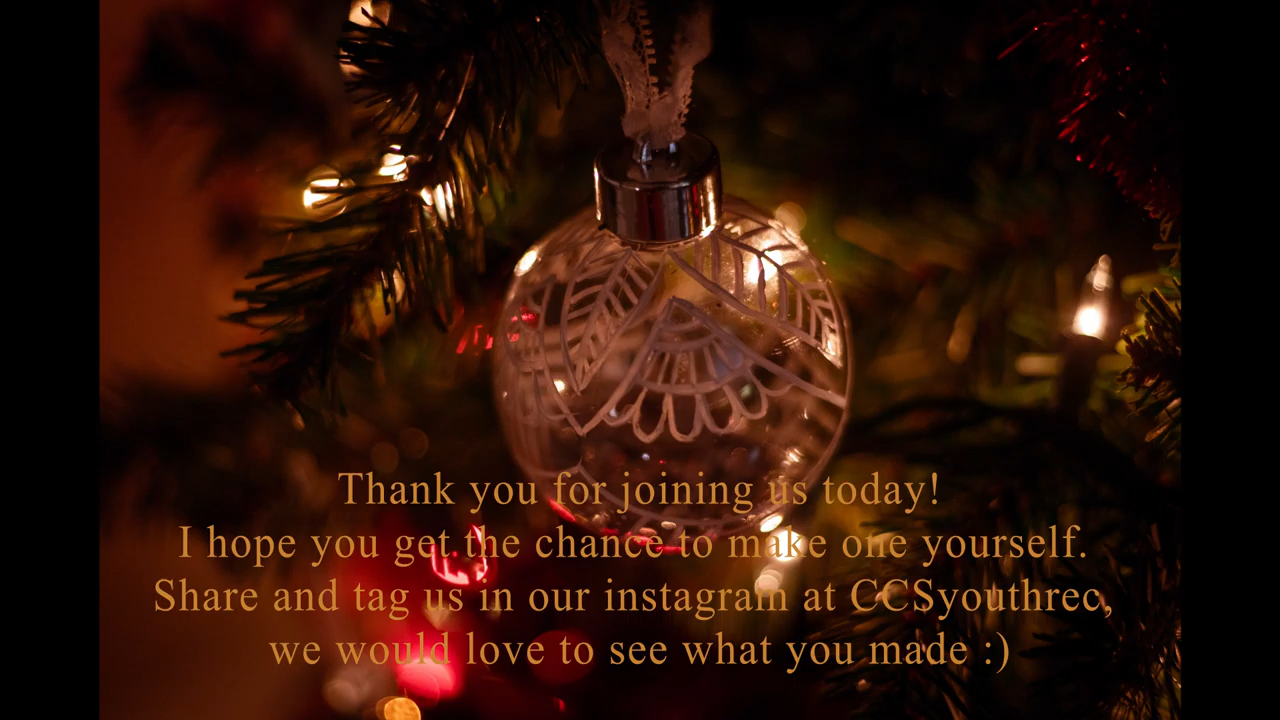 Thank you for joining us today!
I hope you get the chance to make one yourself.
Share and tag us in our instagram at CCSyouthrec,
we would love to see what you made :)